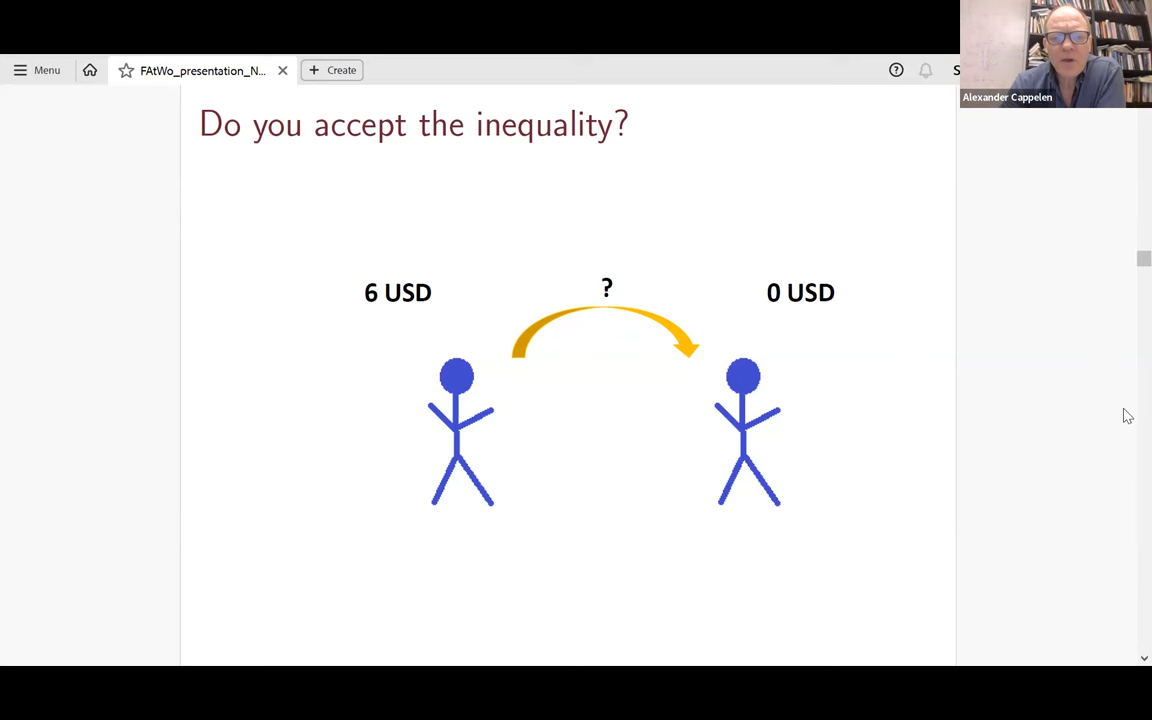 Menu
FAtWo_presentation_N...
Create
S
Alexander Cappelen
Do you accept the inequality?
6 USD
?
0 USD